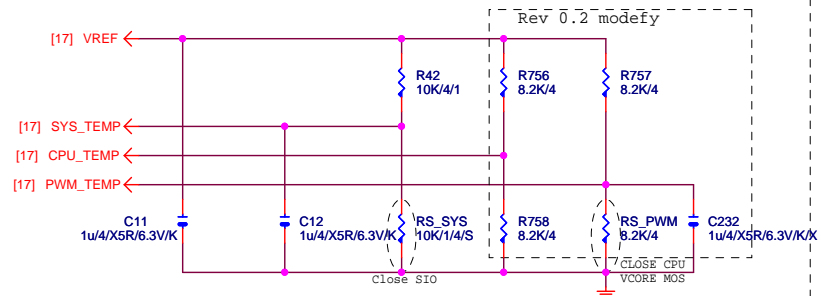 Rev 0.2 modefy
[17] VREF
R42
10K/4/1
R756
8.2K/4
R757
8.2K/4
[17] SYS_TEMP
[17] CPU_TEMP
[17] PWM_TEMP
C11
1u/4/X5R/6.3V/K
C12
1u/4/X5R/6.3V/K
RS_SYS
10K/1/4/S
R758
8.2K/4
RS_PWM
8.2K/4
C232
1u/4/X5R/6.3V/K/X
Close SIO
CLOSE CPU
VCORE MOS